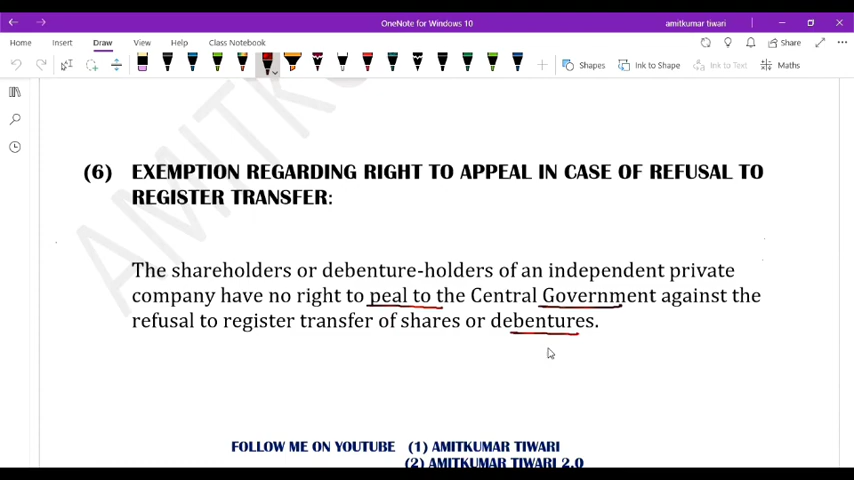 OneNote for Windows 10
amitkumar tiwari
Home Insert Draw View Help Class Notebook
Share
Shapes Ink to Shape Ink to Text Maths
AMITKU
(6) EXEMPTION REGARDING RIGHT TO APPEAL IN CASE OF REFUSAL TO
REGISTER TRANSFER:
The shareholders or debenture-holders of an independent private
company have no right to peal to the Central Government against the
refusal to register transfer of shares or debentures.
FOLLOW ME ON YOUTUBE (1) AMITKUMAR TIWARI
(2) AMITKUMAR TIWARI 2.0